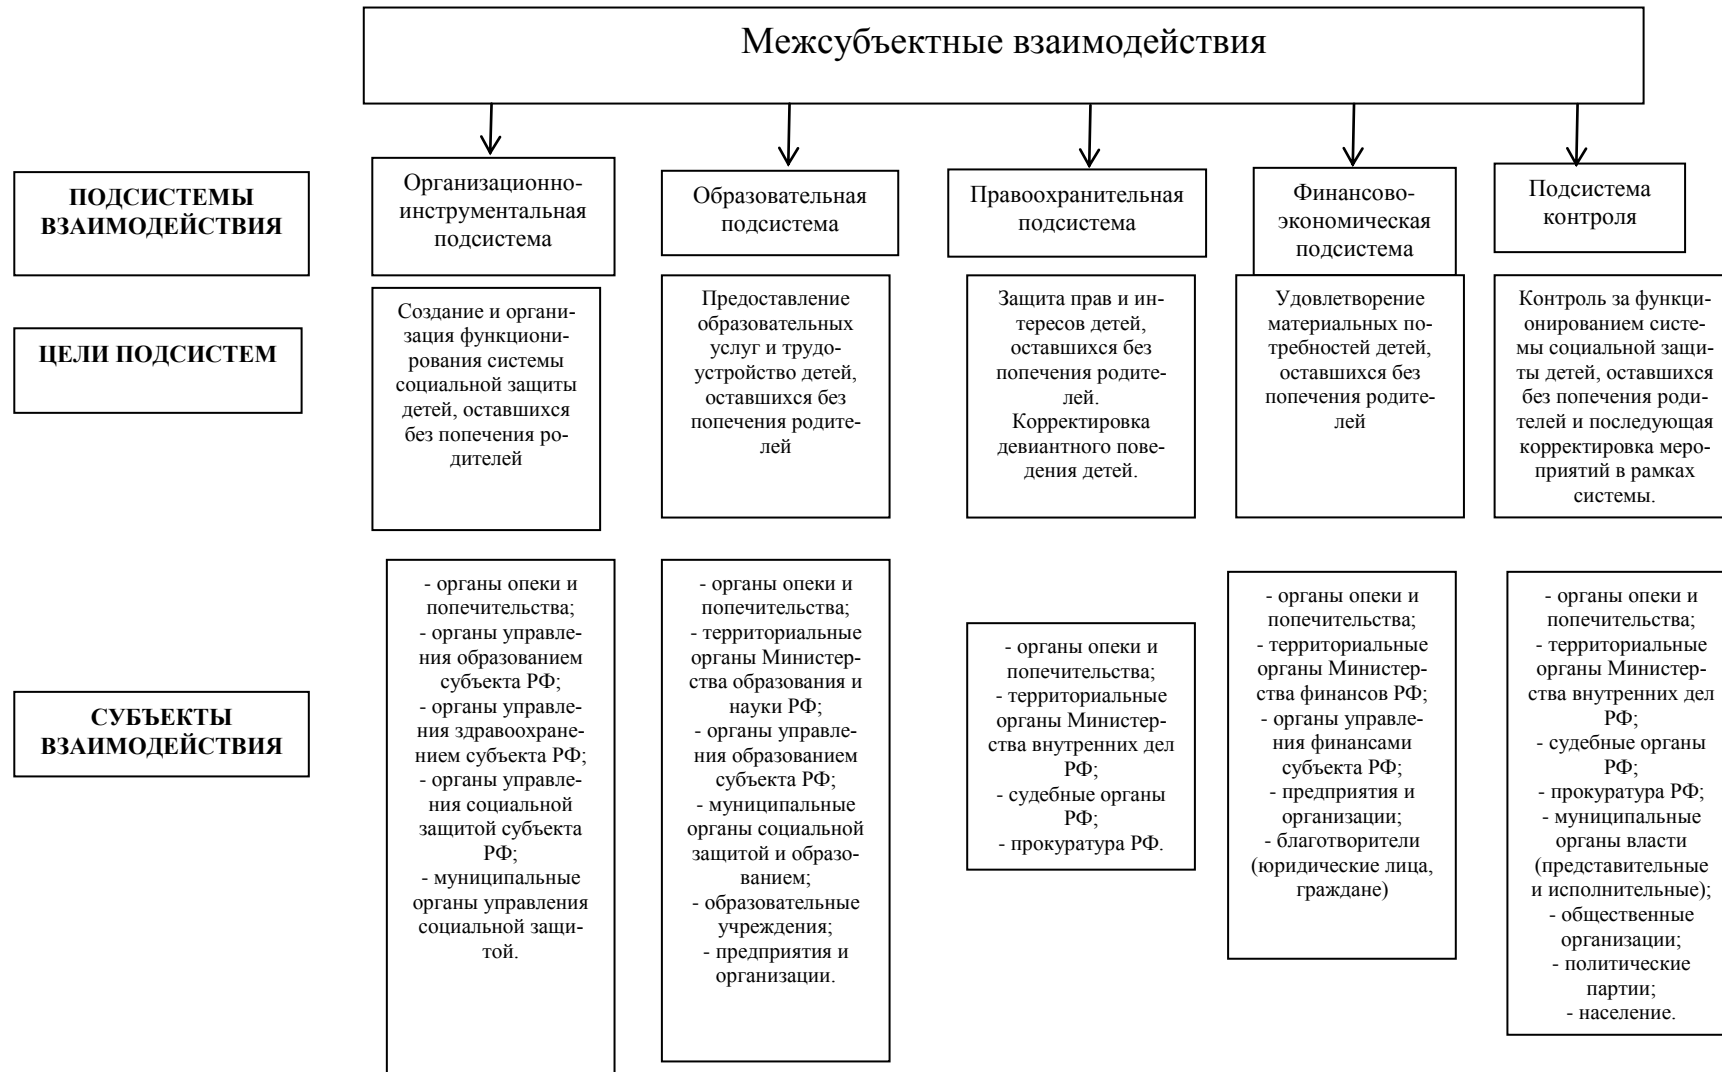 Межсубъектные взаимодействия
ПОДСИСТЕМЫ
ВЗАИМОДЕЙСТВИЯ
Организационно-
инструментальная
подсистема
Образовательная
подсистема
Правоохранительная
подсистема
Финансово-
экономическая
подсистема
Подсистема
контроля
ЦЕЛИ ПОДСИСТЕМ
Создание и органи-
зация функциони-
рования системы
социальной защиты
детей, оставшихся
без попечения ро-
дителей
Предоставление
образовательных
услуг и трудо-
устройство детей,
оставшихся без
попечения родите-
лей
Защита прав и ин-
тересов детей,
оставшихся без
попечения родите-
лей.
Корректировка
девиантного пове-
дения детей.
Удовлетворение
материальных по-
требностей детей,
оставшихся без
попечения родите-
лей
Контроль за функци-
онированием систе-
мы социальной защи-
ты детей, оставшихся
без попечения роди-
телей и последующая
корректировка меро-
приятий в рамках
системы.
СУБЪЕКТЫ
ВЗАИМОДЕЙСТВИЯ
- органы опеки и
попечительства;
- органы управле-
ния образованием
субъекта РФ;
- органы управле-
ния здравоохране-
нием субъекта РФ;
- органы управле-
ния социальной
защитой субъекта
РФ;
- муниципальные
органы управления
социальной защи-
той.
- органы опеки и
попечительства;
- территориальные
органы Министер-
ства образования и
науки РФ;
- органы управле-
ния образованием
субъекта РФ;
- муниципальные
органы социальной
защитой и образо-
ванием;
- образовательные
учреждения;
- предприятия и
организации.
- органы опеки и
попечительства;
- территориальные
органы Министер-
ства внутренних дел
РФ;
- судебные органы
РФ;
- прокуратура РФ.
- органы опеки и
попечительства;
- территориальные
органы Министер-
ства финансов РФ;
- органы управле-
ния финансами
субъекта РФ;
- предприятия и
организации;
- благотворители
(юридические лица,
граждане)
- органы опеки и
попечительства;
- территориальные
органы Министер-
ства внутренних дел
РФ;
- судебные органы
РФ;
- прокуратура РФ;
- муниципальные
органы власти
(представительные
и исполнительные);
- общественные
организации;
- политические
партии;
- население.